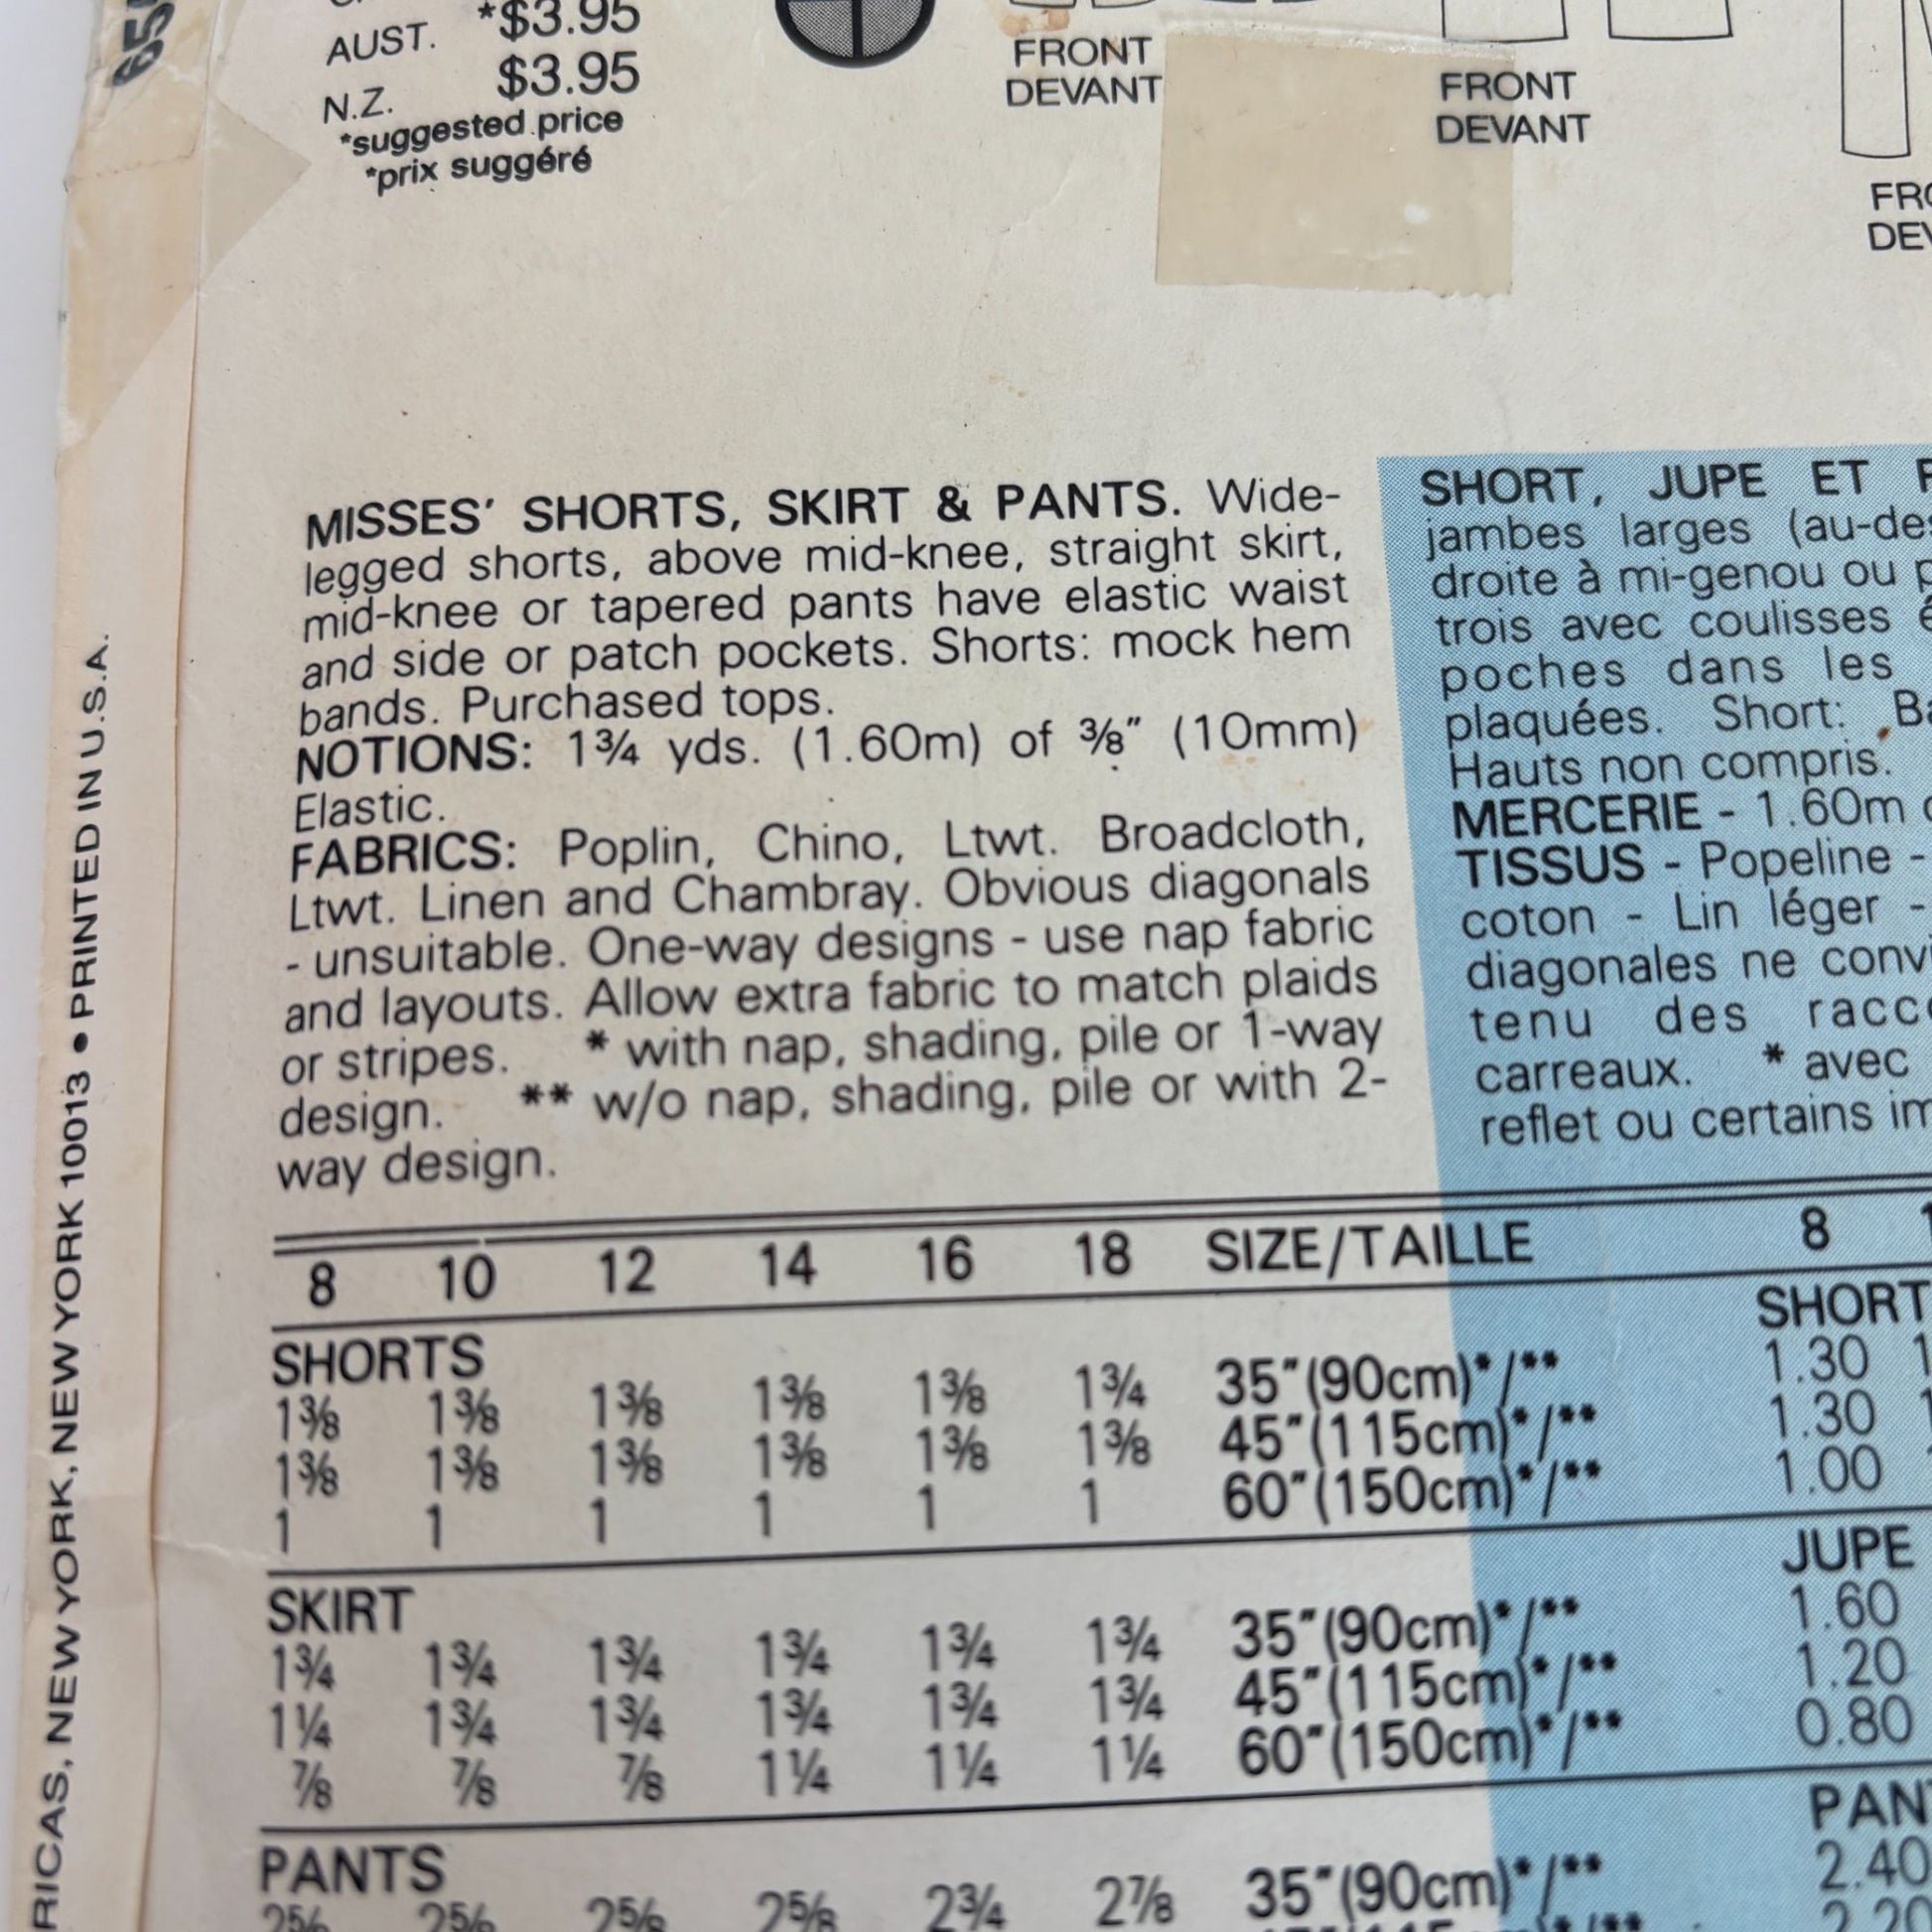 AUST. *$3.95
N.Z. $3.95
*suggested price
*prix suggéré
FRONT
DEVANT
FRONT
DEVANT
MISSES' SHORTS, SKIRT & PANTS. Wide-
legged shorts, above mid-knee, straight skirt,
mid-knee or tapered pants have elastic waist
and side or patch pockets. Shorts: mock hem
bands. Purchased tops.
NOTIONS: 1¾ yds. (1.60m) of ⅜" (10mm)
Elastic.
FABRICS: Poplin, Chino, Ltwt. Broadcloth,
Ltwt. Linen and Chambray. Obvious diagonals
- unsuitable. One-way designs - use nap fabric
and layouts. Allow extra fabric to match plaids
or stripes. * with nap, shading, pile or 1-way
design. ** w/o nap, shading, pile or with 2-
way design.
SHORT, JUPE ET
jambes larges
droite à mi-genou ou
trois avec coulisses
poches dans les
plaquées. Short:
Hauts non compris.
MERCERIE - 1.60m
TISSUS - Popeline -
coton - Lin léger -
diagonales ne
tenu des
carreaux. * avec
reflet ou certains
8 10 12 14 16 18 SIZE/TAILLE 8
SHORTS SHORT
1⅜ 1⅜ 1⅜ 1⅜ 1⅜ 1¾ 35"(90cm)*/** 1.30
1⅜ 1⅜ 1⅜ 1⅜ 1⅜ 1⅜ 45"(115cm)*/** 1.30
1 1 1 1 1 1 60"(150cm)*/** 1.00
SKIRT JUPE
1¾ 1¾ 1¾ 1¾ 1¾ 1¾ 35"(90cm)*/** 1.60
1¼ 1¾ 1¾ 1¾ 1¾ 1¾ 45"(115cm)*/** 1.20
⅞ ⅞ ⅞ 1¼ 1¼ 1¼ 60"(150cm)*/** 0.80
PANTS
2⅝ 2⅝ 2⅝ 2⅝ 2¾ 2⅞ 35"(90cm)*/** 2.40
NEW YORK, NEW YORK 10013 • PRINTED IN U.S.A.